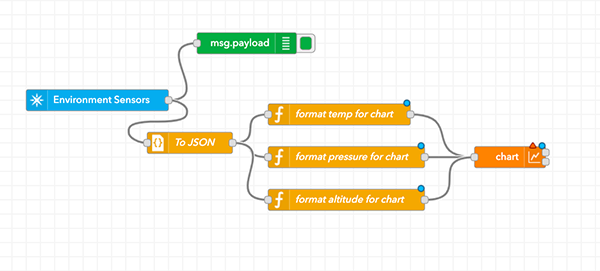 msg.payload
Environment Sensors
To JSON
format temp for chart
format pressure for chart
format altitude for chart
chart